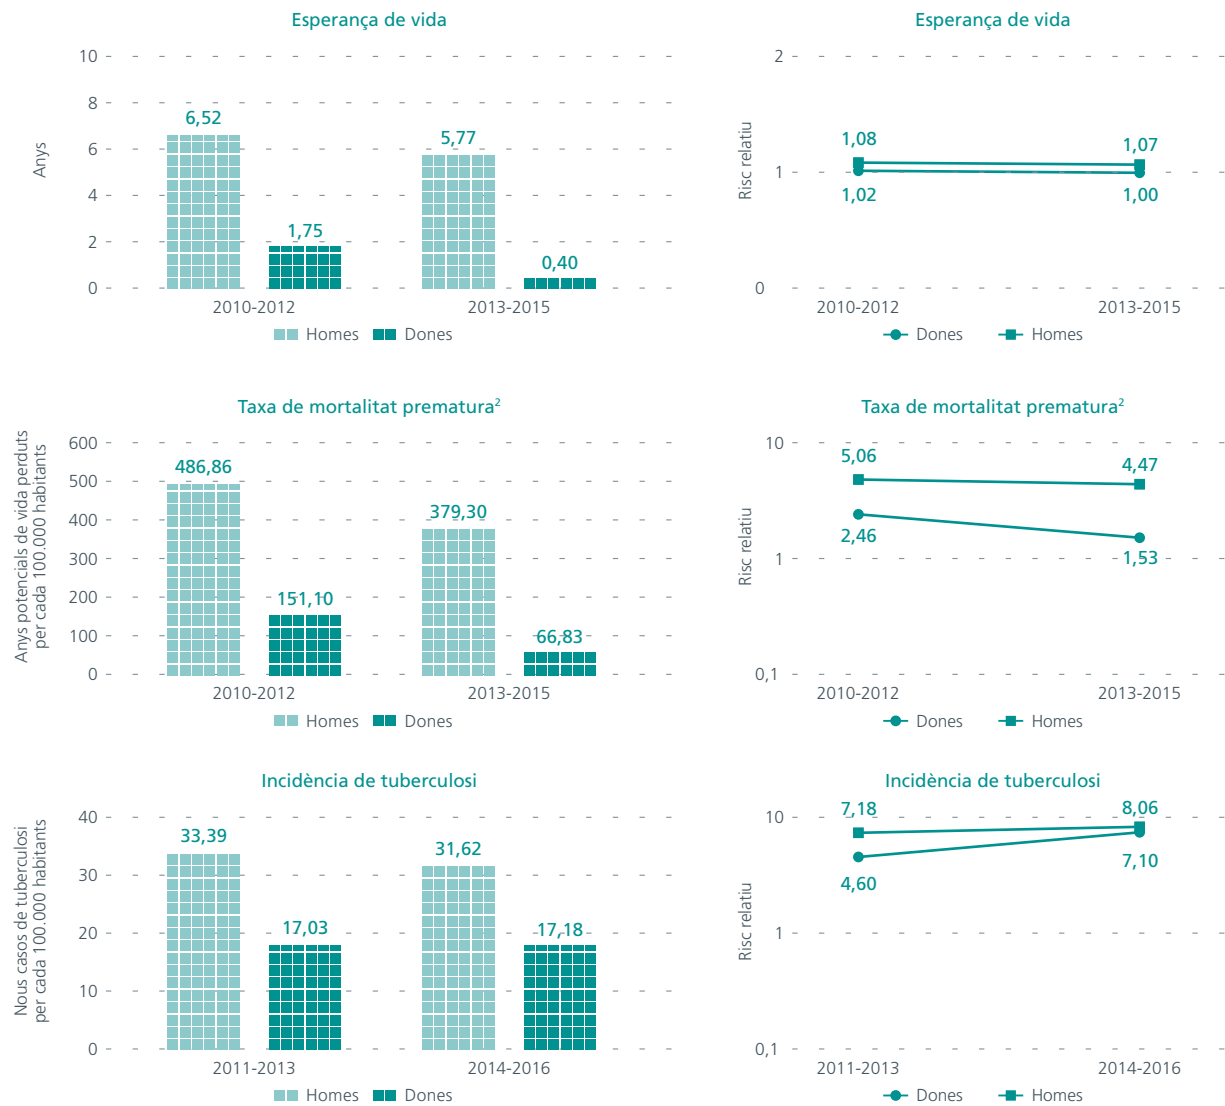 Esperança de vida
Anys
10
8
6
4
2
0
6,52
1,75
5,77
0,40
2010-2012
2013-2015
Homes
Dones
Esperança de vida
Risc relatiu
2
1
0
1,08
1,07
1,02
1,00
2010-2012
2013-2015
Dones
Homes
Taxa de mortalitat prematura²
Anys potencials de vida perduts
per cada 100.000 habitants
600
500
400
300
200
100
0
486,86
151,10
379,30
66,83
2010-2012
2013-2015
Homes
Dones
Taxa de mortalitat prematura²
Risc relatiu
10
1
0,1
5,06
4,47
2,46
1,53
2010-2012
2013-2015
Dones
Homes
Incidència de tuberculosi
Nous casos de tuberculosi
per cada 100.000 habitants
40
30
20
10
0
33,39
17,03
31,62
17,18
2011-2013
2014-2016
Homes
Dones
Incidència de tuberculosi
Risc relatiu
10
1
0,1
7,18
8,06
4,60
7,10
2011-2013
2014-2016
Dones
Homes